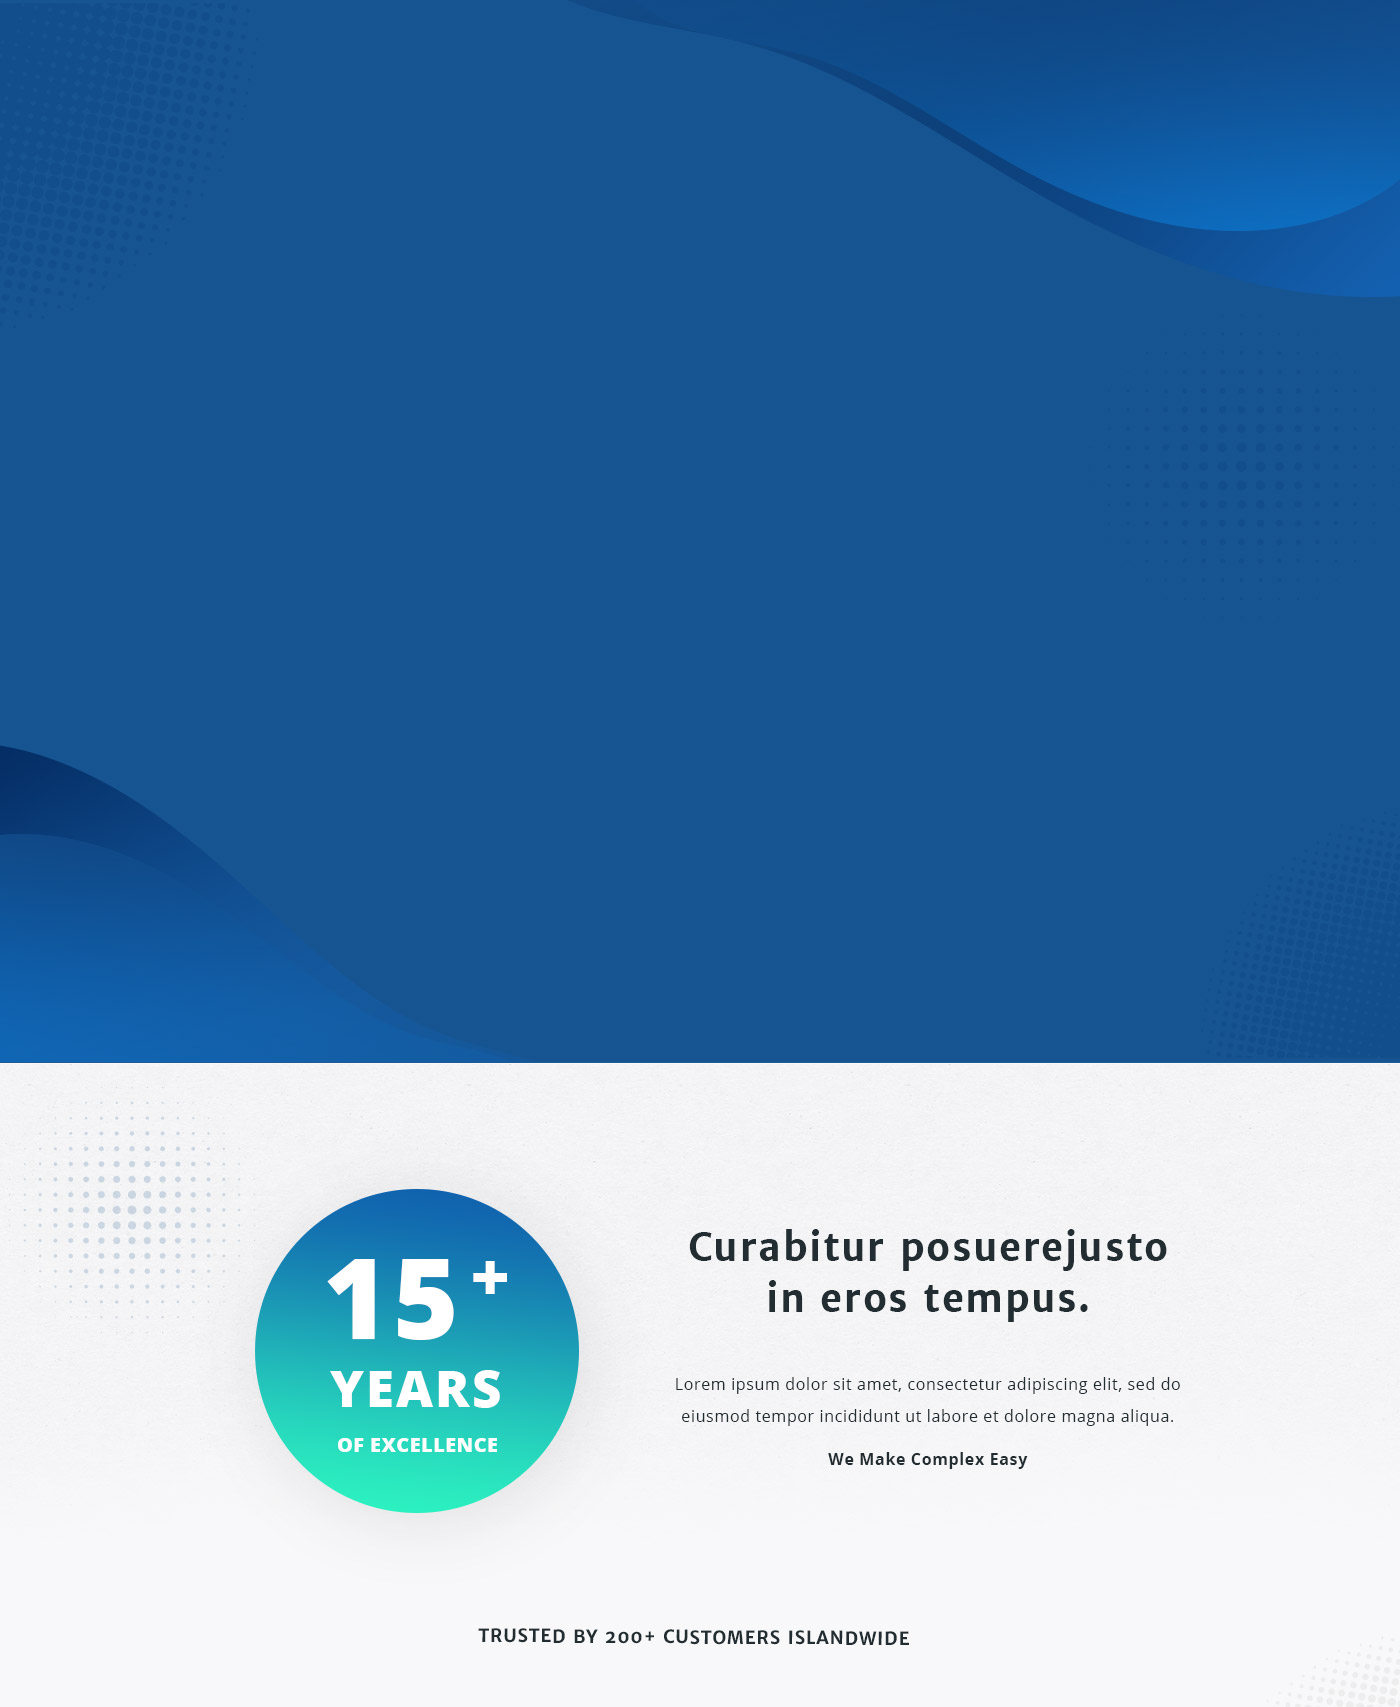 15+
YEARS
OF EXCELLENCE
Curabitur posuerejusto
in eros tempus.
Lorem ipsum dolor sit amet, consectetur adipiscing elit, sed do
eiusmod tempor incididunt ut labore et dolore magna aliqua.
We Make Complex Easy
TRUSTED BY 200+ CUSTOMERS ISLANDWIDE